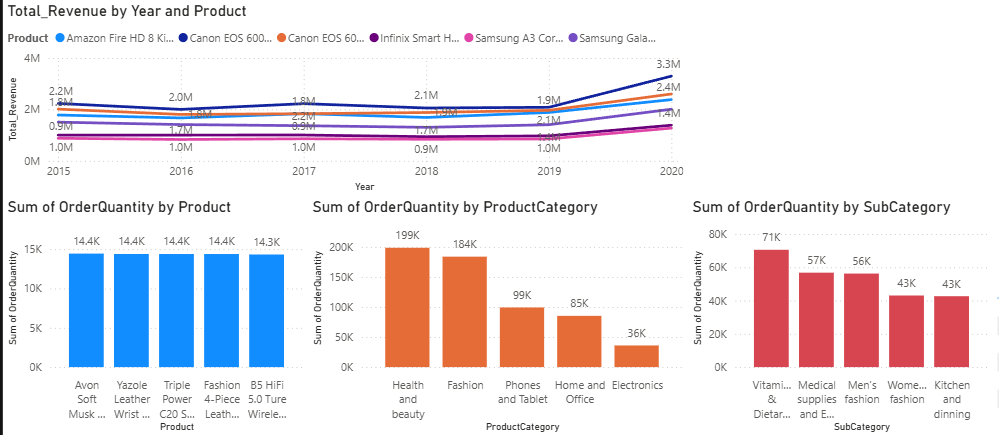 Total_Revenue by Year and Product
Product Amazon Fire HD 8 Ki... Canon EOS 600... Canon EOS 60... Infinix Smart H... Samsung A3 Cor... Samsung Gala...
Total_Revenue
4M
2M
0M
2.2M
1.8M
0.9M
1.0M
2.0M
1.8M
1.7M
1.0M
1.8M
2.2M
0.9M
1.0M
2.1M
1.9M
1.7M
0.9M
1.9M
2.1M
1.4M
1.0M
3.3M
2.4M
1.4M
2015 2016 2017 2018 2019 2020
Year
Sum of OrderQuantity by Product
Sum of OrderQuantity
15K
10K
5K
0K
14.4K 14.4K 14.4K 14.4K 14.3K
Avon Soft Musk ...
Yazole Leather Wrist ...
Triple Power C20 S...
Fashion 4-Piece Leath...
B5 HiFi 5.0 Ture Wirele...
Product
Sum of OrderQuantity by ProductCategory
Sum of OrderQuantity
200K
150K
100K
50K
0K
199K 184K 99K 85K 36K
Health and beauty
Fashion
Phones and Tablet
Home and Office
Electronics
ProductCategory
Sum of OrderQuantity by SubCategory
Sum of OrderQuantity
80K
60K
40K
20K
0K
71K 57K 56K 43K 43K
Vitami... & Dietar...
Medical supplies and E...
Men's fashion
Wome... fashion
Kitchen and dinning
SubCategory